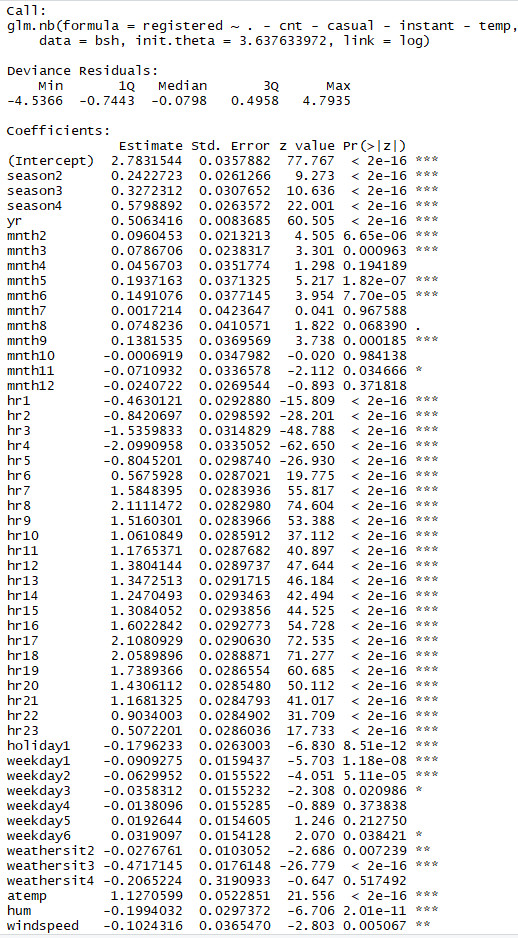 Call:
glm.nb(formula = registered ~ . - cnt - casual - instant - temp,
    data = bsh, init.theta = 3.637633972, link = log)

Deviance Residuals:
    Min       1Q   Median       3Q      Max
-4.5366  -0.7443  -0.0798   0.4958   4.7935

Coefficients:
              Estimate Std. Error z value Pr(>|z|)
(Intercept)  2.7831544  0.0357882  77.767  < 2e-16 ***
season2      0.2422723  0.0261266   9.273  < 2e-16 ***
season3      0.3272312  0.0307652  10.636  < 2e-16 ***
season4      0.5798892  0.0263572  22.001  < 2e-16 ***
yr           0.5063416  0.0083685  60.505  < 2e-16 ***
mnth2        0.0960453  0.0213213   4.505 6.65e-06 ***
mnth3        0.0786706  0.0238317   3.301 0.000963 ***
mnth4        0.0456703  0.0351774   1.298 0.194189
mnth5        0.1937163  0.0371325   5.217 1.82e-07 ***
mnth6        0.1491076  0.0377145   3.954 7.70e-05 ***
mnth7        0.0017214  0.0423647   0.041 0.967588
mnth8        0.0748236  0.0410571   1.822 0.068390 .
mnth9        0.1381535  0.0369569   3.738 0.000185 ***
mnth10      -0.0006919  0.0347982  -0.020 0.984138
mnth11      -0.0710932  0.0336578  -2.112 0.034666 *
mnth12      -0.0240722  0.0269544  -0.893 0.371818
hr1         -0.4630121  0.0292880 -15.809  < 2e-16 ***
hr2         -0.8420697  0.0298592 -28.201  < 2e-16 ***
hr3         -1.5359833  0.0314829 -48.788  < 2e-16 ***
hr4         -2.0990958  0.0335052 -62.650  < 2e-16 ***
hr5         -0.8045201  0.0298740 -26.930  < 2e-16 ***
hr6          0.5675928  0.0287021  19.775  < 2e-16 ***
hr7          1.5848395  0.0283936  55.817  < 2e-16 ***
hr8          2.1111472  0.0282980  74.604  < 2e-16 ***
hr9          1.5160301  0.0283966  53.388  < 2e-16 ***
hr10         1.0610849  0.0285912  37.112  < 2e-16 ***
hr11         1.1765371  0.0287682  40.897  < 2e-16 ***
hr12         1.3804144  0.0289737  47.644  < 2e-16 ***
hr13         1.3472513  0.0291715  46.184  < 2e-16 ***
hr14         1.2470493  0.0293463  42.494  < 2e-16 ***
hr15         1.3084052  0.0293856  44.525  < 2e-16 ***
hr16         1.6022842  0.0292773  54.728  < 2e-16 ***
hr17         2.1080929  0.0290630  72.535  < 2e-16 ***
hr18         2.0589896  0.0288871  71.277  < 2e-16 ***
hr19         1.7389366  0.0286554  60.685  < 2e-16 ***
hr20         1.4306112  0.0285480  50.112  < 2e-16 ***
hr21         1.1681325  0.0284793  41.017  < 2e-16 ***
hr22         0.9034003  0.0284902  31.709  < 2e-16 ***
hr23         0.5072201  0.0286036  17.733  < 2e-16 ***
holiday1    -0.1796233  0.0263003  -6.830 8.51e-12 ***
weekday1    -0.0909275  0.0159437  -5.703 1.18e-08 ***
weekday2    -0.0629952  0.0155522  -4.051 5.11e-05 ***
weekday3    -0.0358312  0.0155232  -2.308 0.020986 *
weekday4    -0.0138096  0.0155285  -0.889 0.373838
weekday5     0.0192644  0.0154605   1.246 0.212750
weekday6     0.0319097  0.0154128   2.070 0.038421 *
weathersit2 -0.0276761  0.0103052  -2.686 0.007239 **
weathersit3 -0.4717145  0.0176148 -26.779  < 2e-16 ***
weathersit4 -0.2065224  0.3190933  -0.647 0.517492
atemp        1.1270599  0.0522851  21.556  < 2e-16 ***
hum         -0.1994032  0.0297372  -6.706 2.01e-11 ***
windspeed   -0.1024316  0.0365470  -2.803 0.005067 **